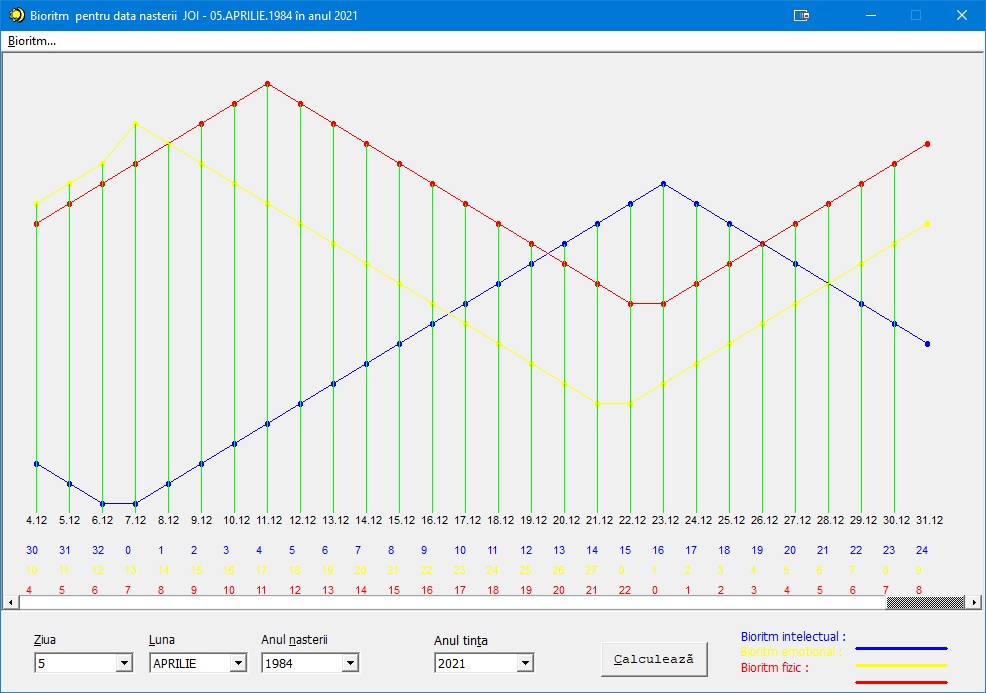 Bioritm pentru data nasterii JOI - 05.APRILIE.1984 în anul 2021
Bioritm...
4.12 5.12 6.12 7.12 8.12 9.12 10.12 11.12 12.12 13.12 14.12 15.12 16.12 17.12 18.12 19.12 20.12 21.12 22.12 23.12 24.12 25.12 26.12 27.12 28.12 29.12 30.12 31.12
30 31 32 0 1 2 3 4 5 6 7 8 9 10 11 12 13 14 15 16 17 18 19 20 21 22 23 24
10 11 12 13 14 15 16 17 18 19 20 21 22 23 24 25 26 27 0 1 2 3 4 5 6 7 8 9
4 5 6 7 8 9 10 11 12 13 14 15 16 17 18 19 20 21 22 0 1 2 3 4 5 6 7 8
Ziua Luna Anul nasterii Anul tinta
5 APRILIE 1984 2021
Calculează
Bioritm intelectual :
Bioritm emotional :
Bioritm fizic :